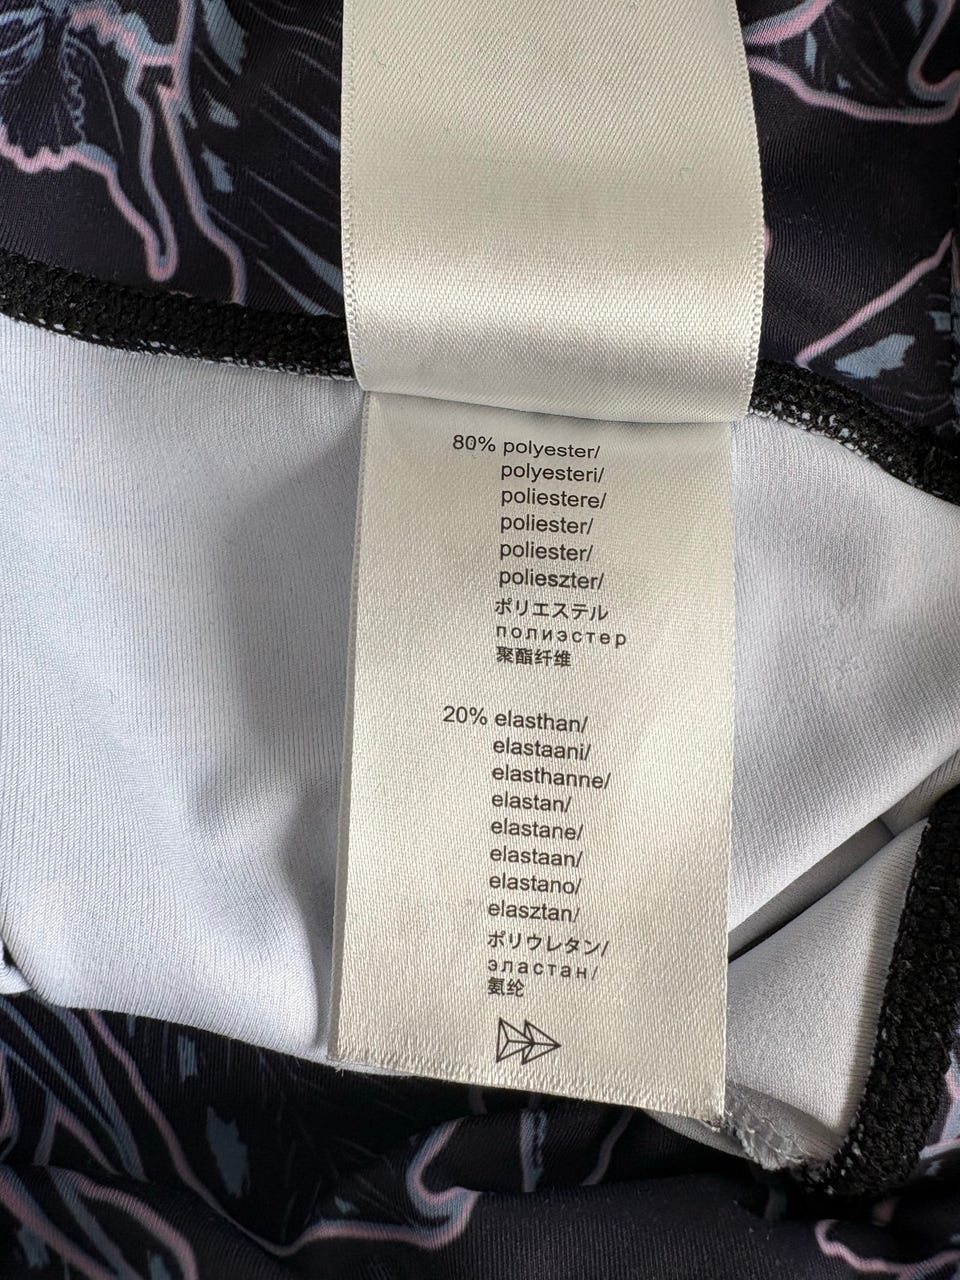 80% polyester/
polyesteri/
poliestere/
poliester/
poliester/
polieszter/
ポリエステル
полиэстер
聚酯纤维
20% elasthan/
elastaani/
elasthanne/
elastan/
elastane/
elastaan/
elastano/
elasztan/
ポリウレタン/
эластан/
氨纶